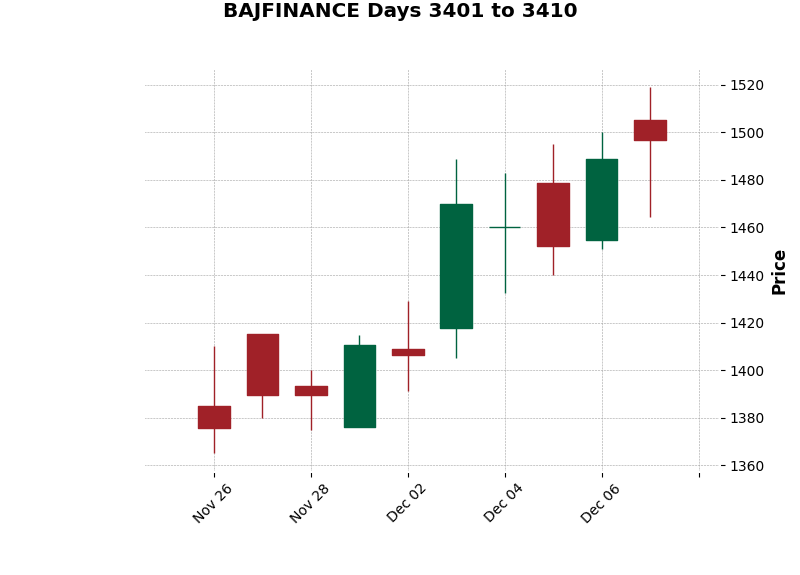 BAJFINANCE Days 3401 to 3410
1520
1500
1480
1460
1440
1420
1400
1380
1360
Price
Nov 26
Nov 28
Dec 02
Dec 04
Dec 06